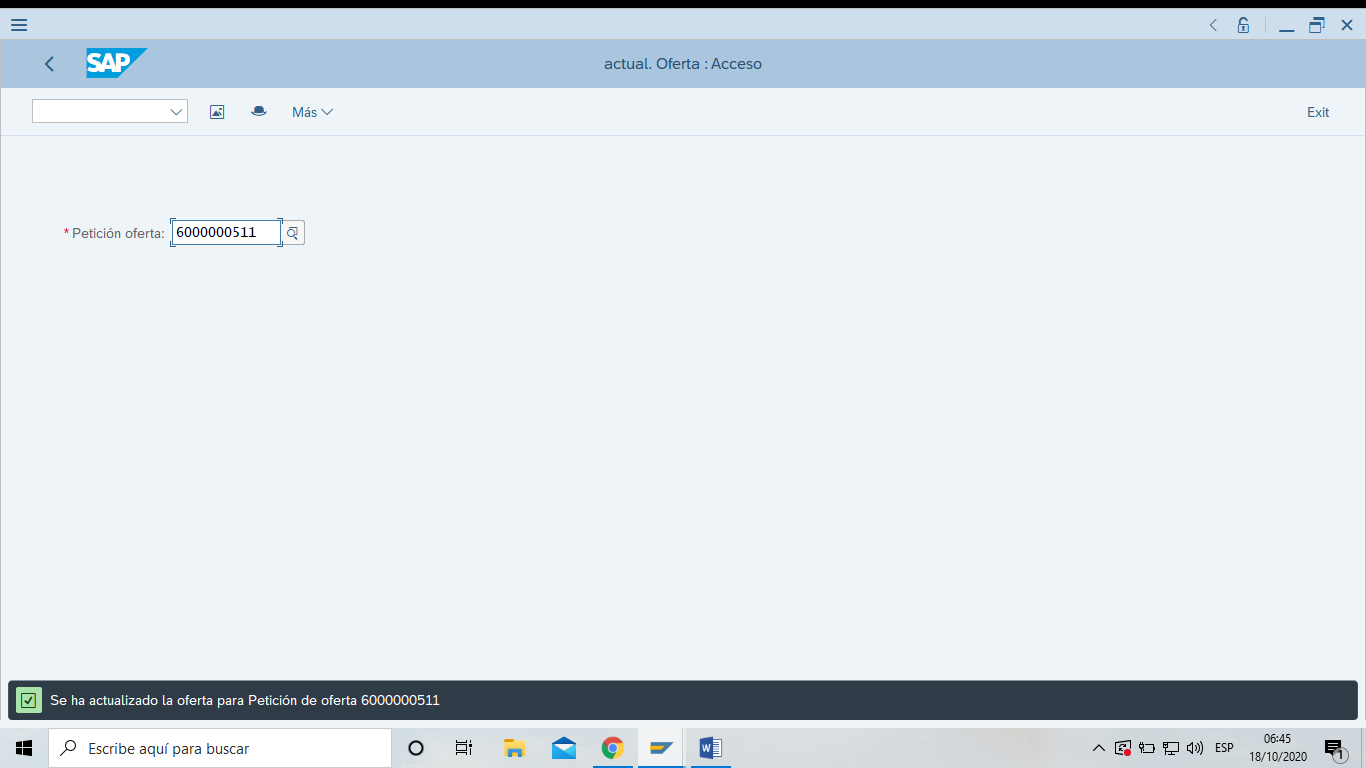 SAP
actual. Oferta : Acceso
Más
Exit
* Petición oferta: 6000000511
Se ha actualizado la oferta para Petición de oferta 6000000511
Escribe aquí para buscar
ESP
06:45
18/10/2020
1